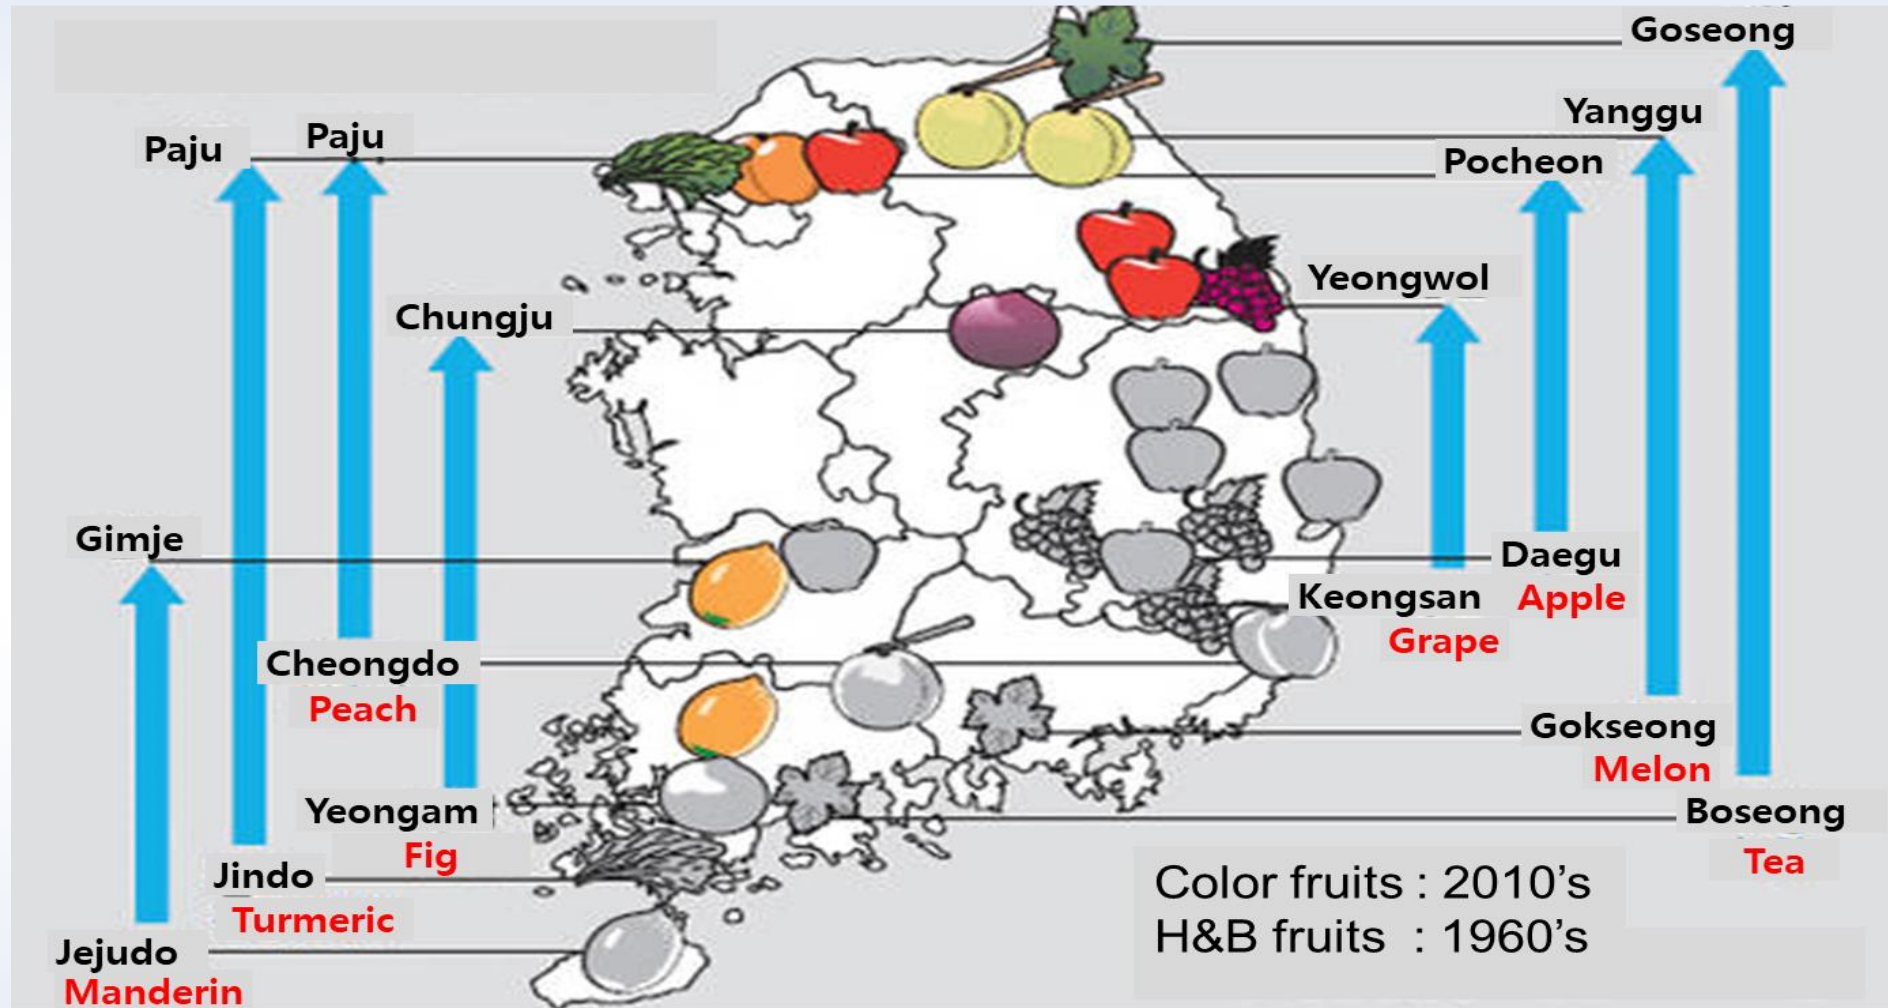 Goseong
Yanggu
Paju
Paju
Pocheon
Yeongwol
Chungju
Gimje
Daegu
Apple
Keongsan
Grape
Cheongdo
Peach
Gokseong
Melon
Yeongam
Fig
Boseong
Tea
Jindo
Turmeric
Jejudo
Manderin
Color fruits : 2010’s
H&B fruits : 1960’s